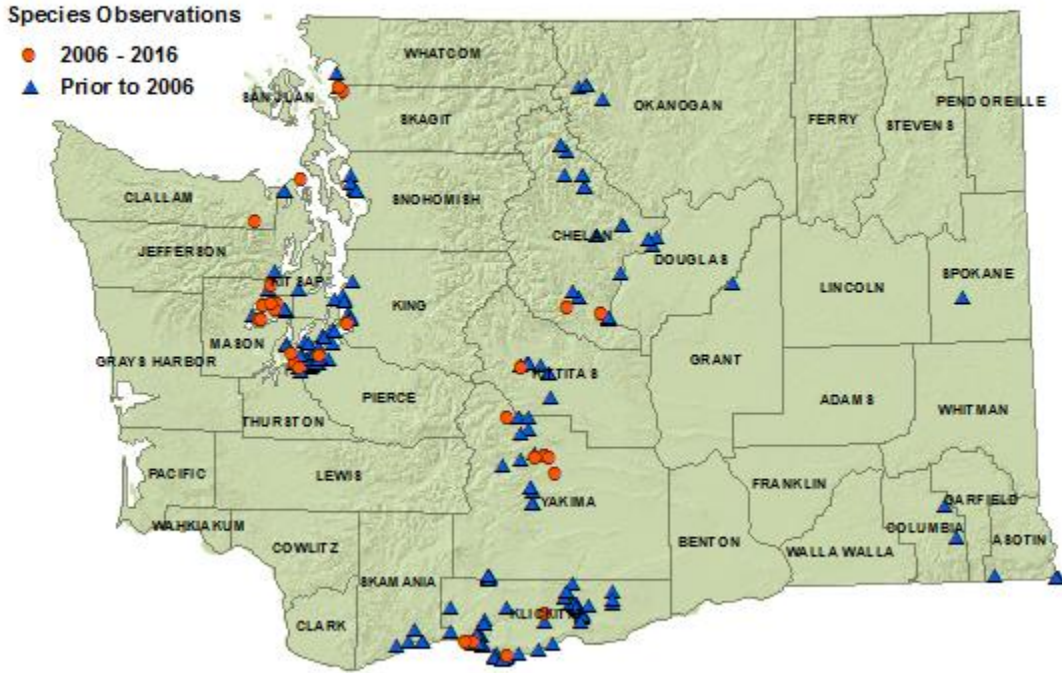 Species Observations
2006 - 2016
Prior to 2006
WHATCOM
SAN JUAN
OKANOGAN
PEND OREILLE
FERRY
STEVENS
SKAGIT
CLALLAM
SNOHOMISH
CHELAN
JEFFERSON
DOUGLAS
SPOKANE
KITSAP
LINCOLN
KING
MASON
GRAYS HARBOR
GRANT
KITTITAS
PIERCE
ADAMS
WHITMAN
THURSTON
PACIFIC
LEWIS
FRANKLIN
YAKIMA
GARFIELD
WAHKIAKUM
COLUMBIA
COWLITZ
BENTON
WALLA WALLA
ASOTIN
SKAMANIA
KLICKITAT
CLARK